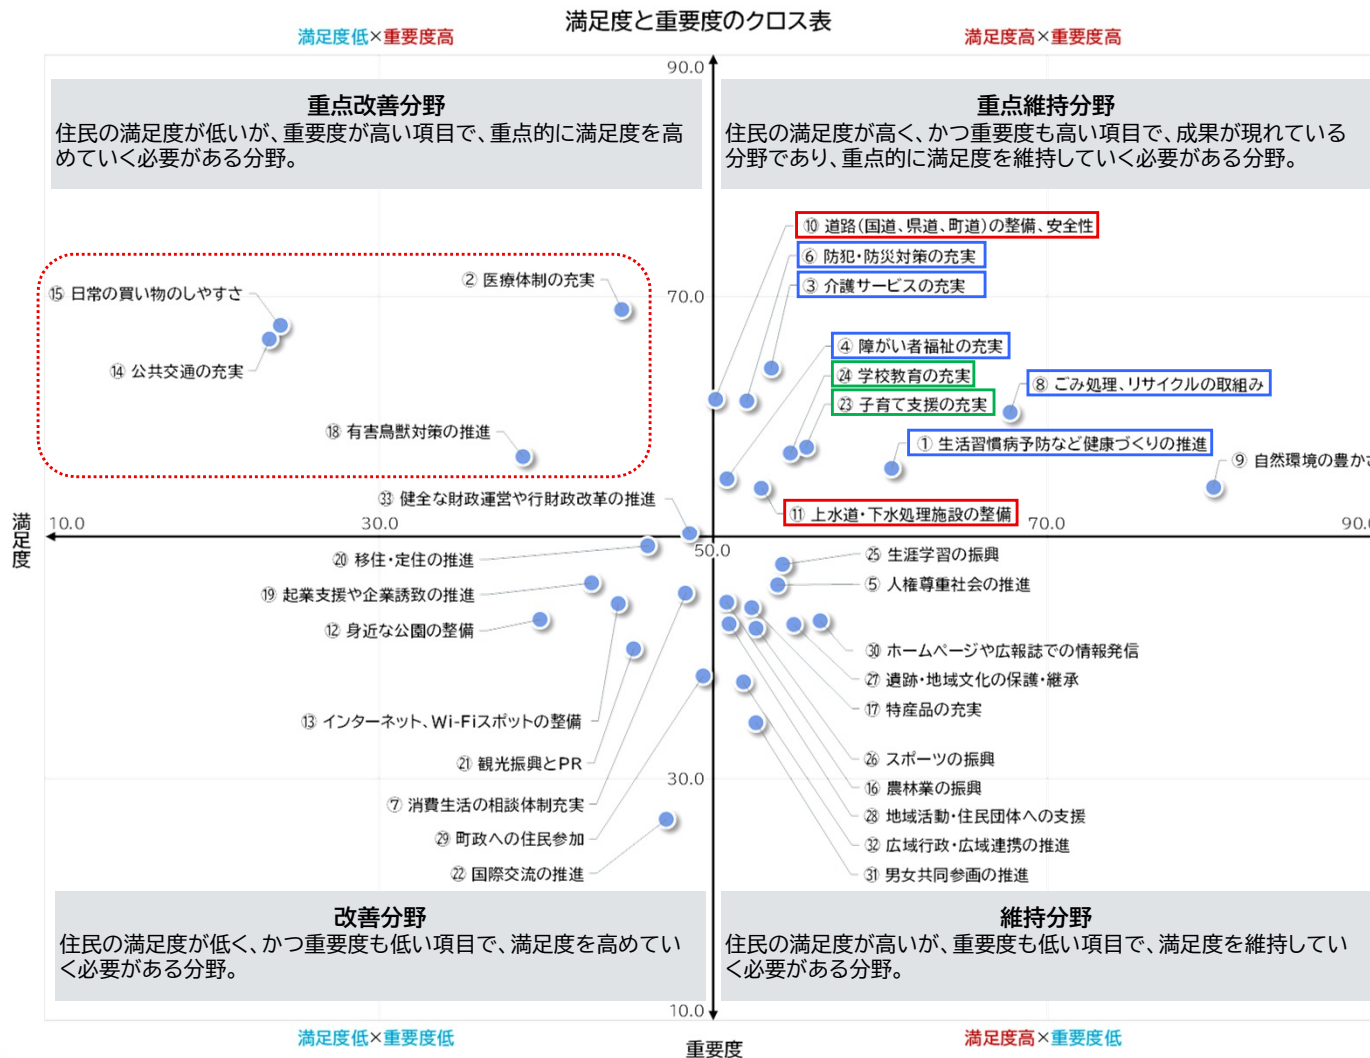 満足度と重要度のクロス表
満足度低×重要度高
満足度高×重要度高
90.0
重点改善分野
住民の満足度が低いが、重要度が高い項目で、重点的に満足度を高
めていく必要がある分野。
重点維持分野
住民の満足度が高く、かつ重要度も高い項目で、成果が現れている
分野であり、重点的に満足度を維持していく必要がある分野。
⑩ 道路(国道、県道、町道)の整備、安全性
⑥ 防犯・防災対策の充実
③ 介護サービスの充実
② 医療体制の充実
⑮ 日常の買い物のしやすさ
70.0
④ 障がい者福祉の充実
⑭ 公共交通の充実
㉔ 学校教育の充実
⑧ ごみ処理、リサイクルの取組み
㉓ 子育て支援の充実
⑱ 有害鳥獣対策の推進
① 生活習慣病予防など健康づくりの推進
⑨ 自然環境の豊かさ
㉝ 健全な財政運営や行財政改革の推進
⑪ 上水道・下水処理施設の整備
満足度
10.0
30.0
50.0
70.0
90.0
⑳ 移住・定住の推進
㉕ 生涯学習の振興
⑤ 人権尊重社会の推進
⑲ 起業支援や企業誘致の推進
⑫ 身近な公園の整備
㉚ ホームページや広報誌での情報発信
㉗ 遺跡・地域文化の保護・継承
⑰ 特産品の充実
⑬ インターネット、Wi-Fiスポットの整備
㉑ 観光振興とPR
㉖ スポーツの振興
30.0
⑯ 農林業の振興
⑦ 消費生活の相談体制充実
㉘ 地域活動・住民団体への支援
㉙ 町政への住民参加
㉜ 広域行政・広域連携の推進
㉒ 国際交流の推進
㉛ 男女共同参画の推進
改善分野
住民の満足度が低く、かつ重要度も低い項目で、満足度を高めてい
く必要がある分野。
維持分野
住民の満足度が高いが、重要度も低い項目で、満足度を維持してい
く必要がある分野。
10.0
満足度低×重要度低
満足度高×重要度低
重要度